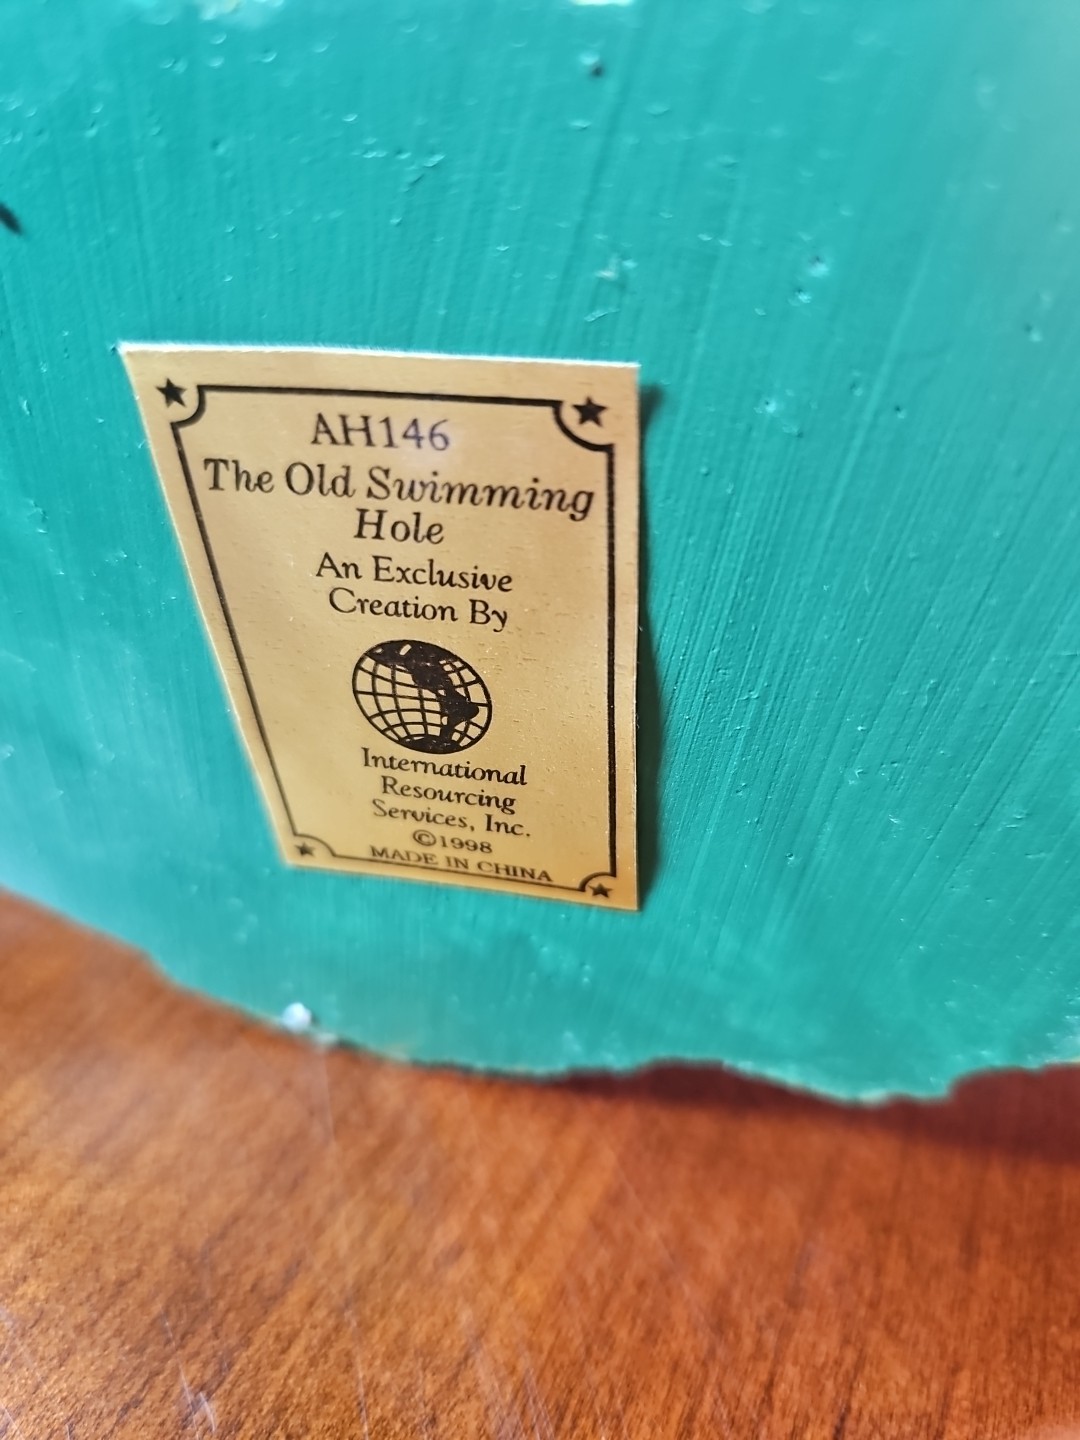 AH146
The Old Swimming
Hole
An Exclusive
Creation By
International
Resourcing
Services, Inc.
©1998
MADE IN CHINA